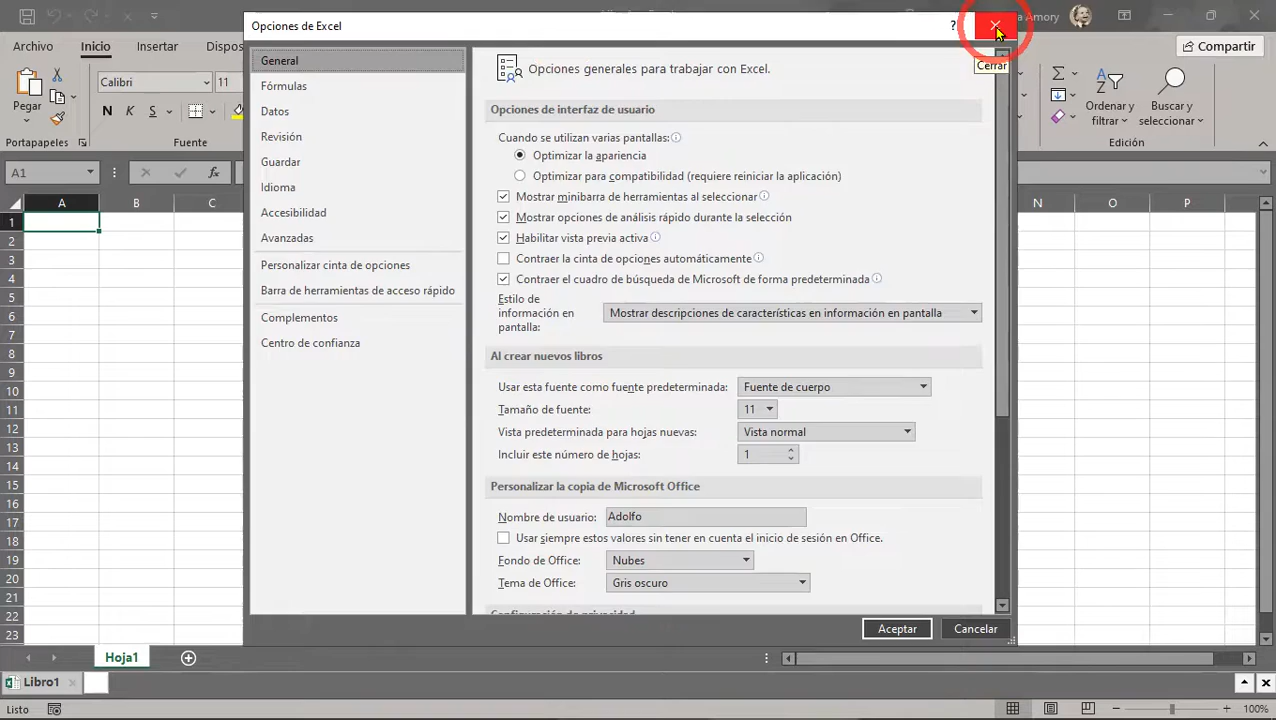 Opciones de Excel
?
a Amory
Archivo
Inicio
Insertar
Compartir
Calibri
11
Pegar
N
K
S
Ordenar y
filtrar
Buscar y
seleccionar
Portapapeles
Fuente
Edición
A1
fx
A
B
C
N
O
P
1
2
3
4
5
6
7
8
9
10
11
12
13
14
15
16
17
18
19
20
21
22
23
General
Fórmulas
Datos
Revisión
Guardar
Idioma
Accesibilidad
Avanzadas
Personalizar cinta de opciones
Barra de herramientas de acceso rápido
Complementos
Centro de confianza
Cerrar
Opciones generales para trabajar con Excel.
Opciones de interfaz de usuario
Cuando se utilizan varias pantallas:
Optimizar la apariencia
Optimizar para compatibilidad (requiere reiniciar la aplicación)
Mostrar minibarra de herramientas al seleccionar
Mostrar opciones de análisis rápido durante la selección
Habilitar vista previa activa
Contraer la cinta de opciones automáticamente
Contraer el cuadro de búsqueda de Microsoft de forma predeterminada
Estilo de
información en
pantalla:
Mostrar descripciones de características en información en pantalla
Al crear nuevos libros
Usar esta fuente como fuente predeterminada: Fuente de cuerpo
Tamaño de fuente: 11
Vista predeterminada para hojas nuevas: Vista normal
Incluir este número de hojas: 1
Personalizar la copia de Microsoft Office
Nombre de usuario: Adolfo
Usar siempre estos valores sin tener en cuenta el inicio de sesión en Office.
Fondo de Office: Nubes
Tema de Office: Gris oscuro
Configuración de privacidad
Aceptar
Cancelar
Hoja1
Libro1
Listo
100%